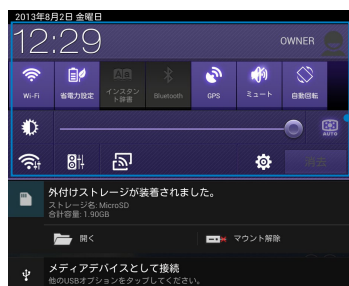 2013年8月2日 金曜日
12:29
OWNER
A/B
Wi-Fi
省電力設定
インスタン
ト辞書
Bluetooth
GPS
ミュート
自動回転
AUTO
消去
外付けストレージが装着されました。
ストレージ名: MicroSD
合計容量: 1.90GB
開く
マウント解除
メディアデバイスとして接続
他のUSBオプションをタップしてください。